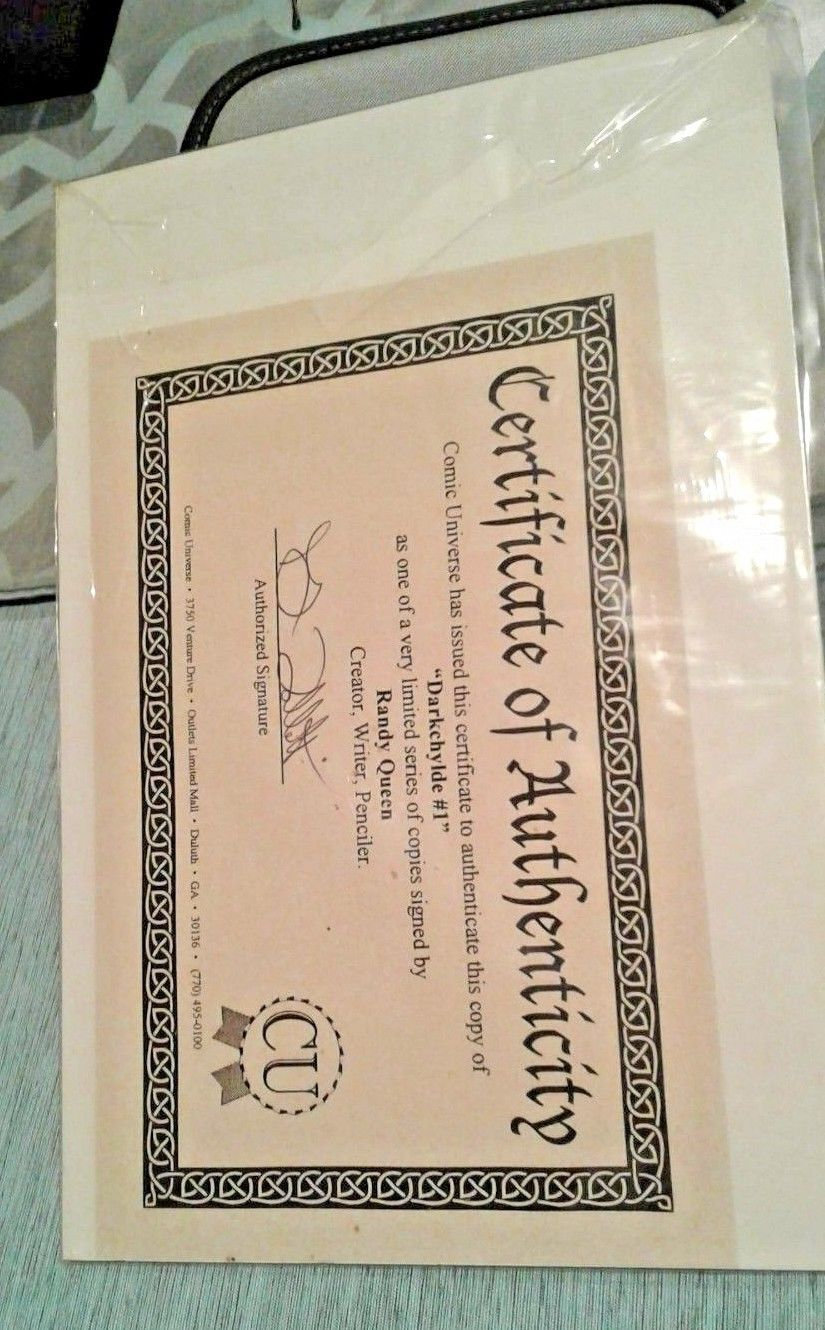 Certificate of Authenticity
Comic Universe has issued this certificate to authenticate this copy of
"Darkchylde #1"
as one of a very limited series of copies signed by
Randy Queen
Creator, Writer, Penciler.
Authorized Signature
CU
Comic Universe • 3750 Venture Drive • Outlets Limited Mall • Duluth • GA • 30136 • (770) 495-0100